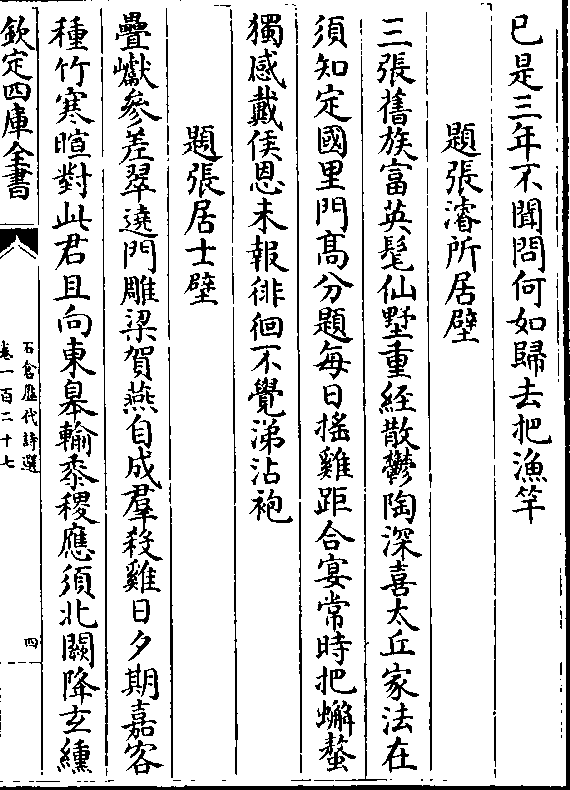 已是三年不聞問何如歸去把漁竿
題張濬所居壁
三張舊族富英髦仙墅重經散鬱陶深喜太丘家法在
須知定國里門髙分題每日搖雞距合宴常時把蠏螯
獨感戴侯恩未報徘徊不覺涕沾袍
題張居士壁
疊巘參差翠遶門雕梁賀燕自成羣殺雞日夕期嘉客
種竹寒暄對此君且向東皋輸黍稷應須北闕降玄纁
欽定四庫全書
石倉歴代詩選
卷一百二十七
四